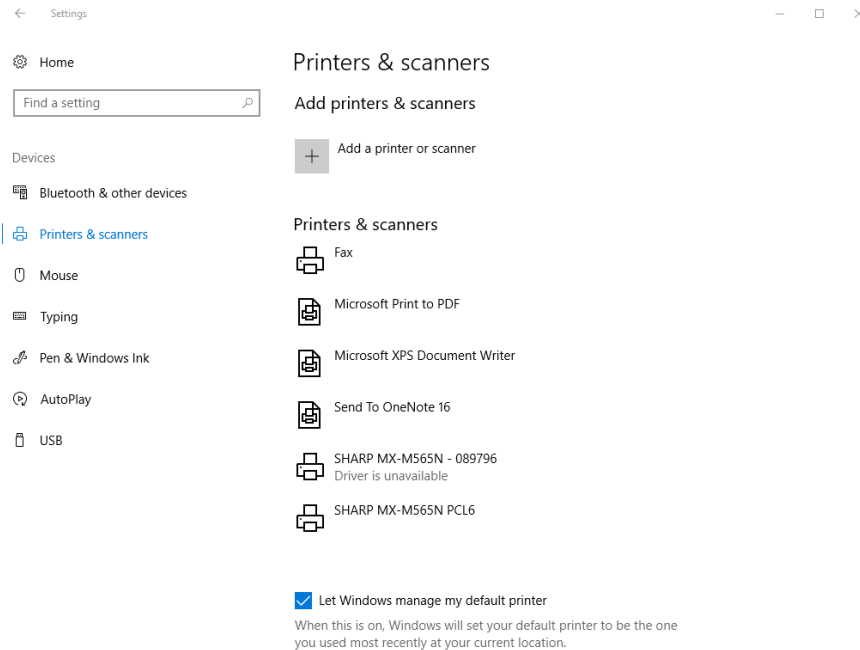 Settings
Home
Find a setting
Devices
Bluetooth & other devices
Printers & scanners
Mouse
Typing
Pen & Windows Ink
AutoPlay
USB
Printers & scanners
Add printers & scanners
Add a printer or scanner
Printers & scanners
Fax
Microsoft Print to PDF
Microsoft XPS Document Writer
Send To OneNote 16
SHARP MX-M565N - 089796
Driver is unavailable
SHARP MX-M565N PCL6
Let Windows manage my default printer
When this is on, Windows will set your default printer to be the one
you used most recently at your current location.